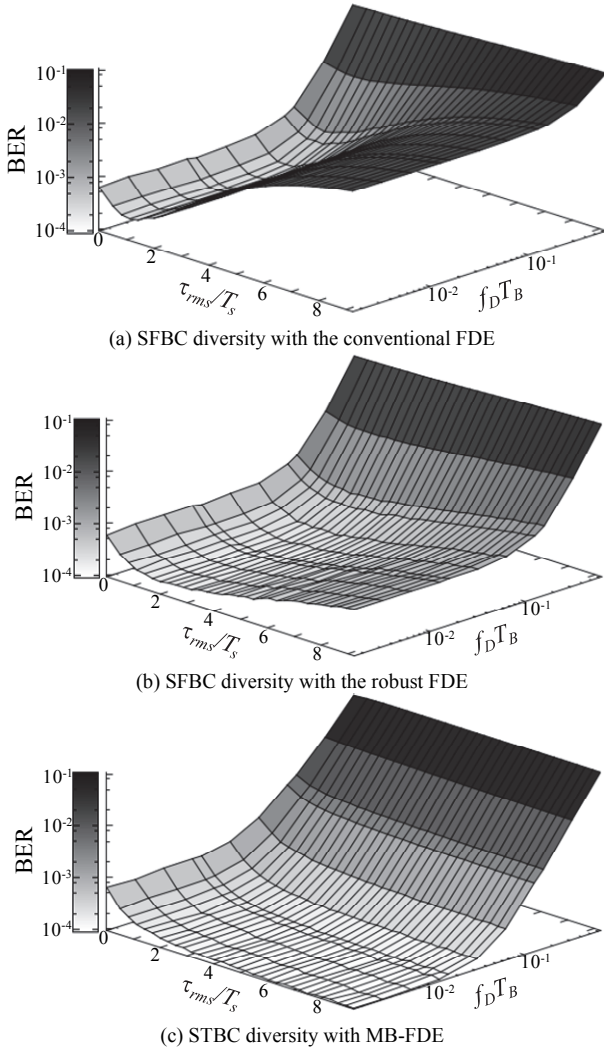 10-1
10-2
10-3
10-4
BER
0
2
4
6
8
τrms/Ts
10-2
10-1
fDTB
(a) SFBC diversity with the conventional FDE
10-1
10-2
10-3
10-4
BER
0
2
4
6
8
τrms/Ts
10-2
10-1
fDTB
(b) SFBC diversity with the robust FDE
10-1
10-2
10-3
10-4
BER
0
2
4
6
8
τrms/Ts
10-2
10-1
fDTB
(c) STBC diversity with MB-FDE